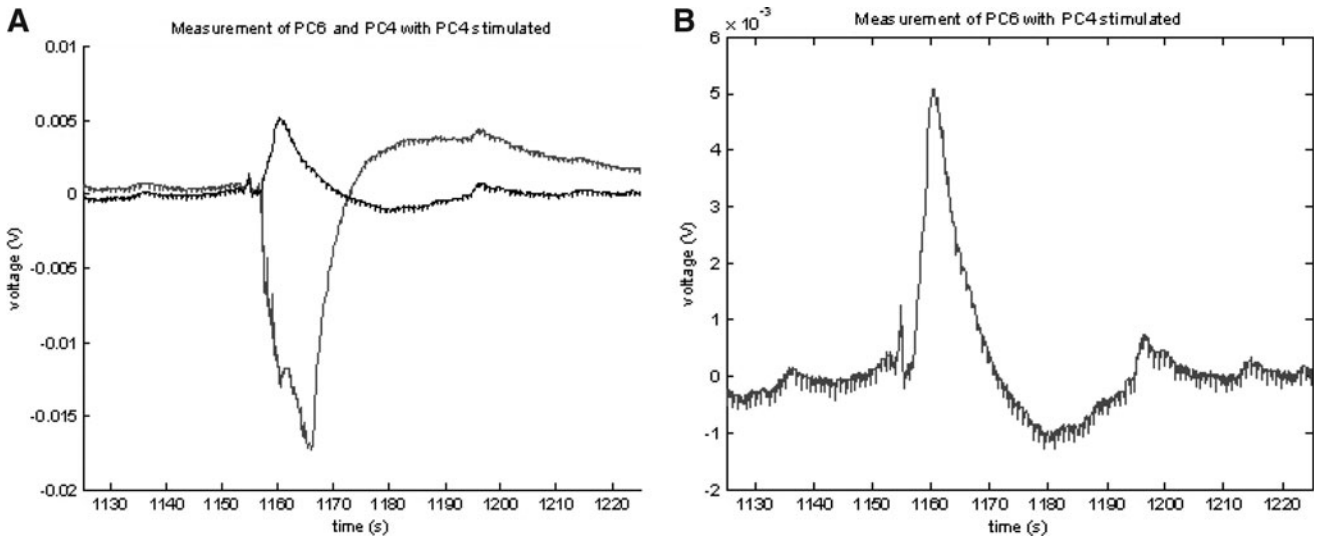 A
Measurement of PC6 and PC4 with PC4 stimulated
0.01
0.005
0
-0.005
-0.01
-0.015
-0.02
voltage (V)
1130 1140 1150 1160 1170 1180 1190 1200 1210 1220
time (s)
B
Measurement of PC6 with PC4 stimulated
6 × 10⁻³
5
4
3
2
1
0
-1
-2
voltage (V)
1130 1140 1150 1160 1170 1180 1190 1200 1210 1220
time (s)